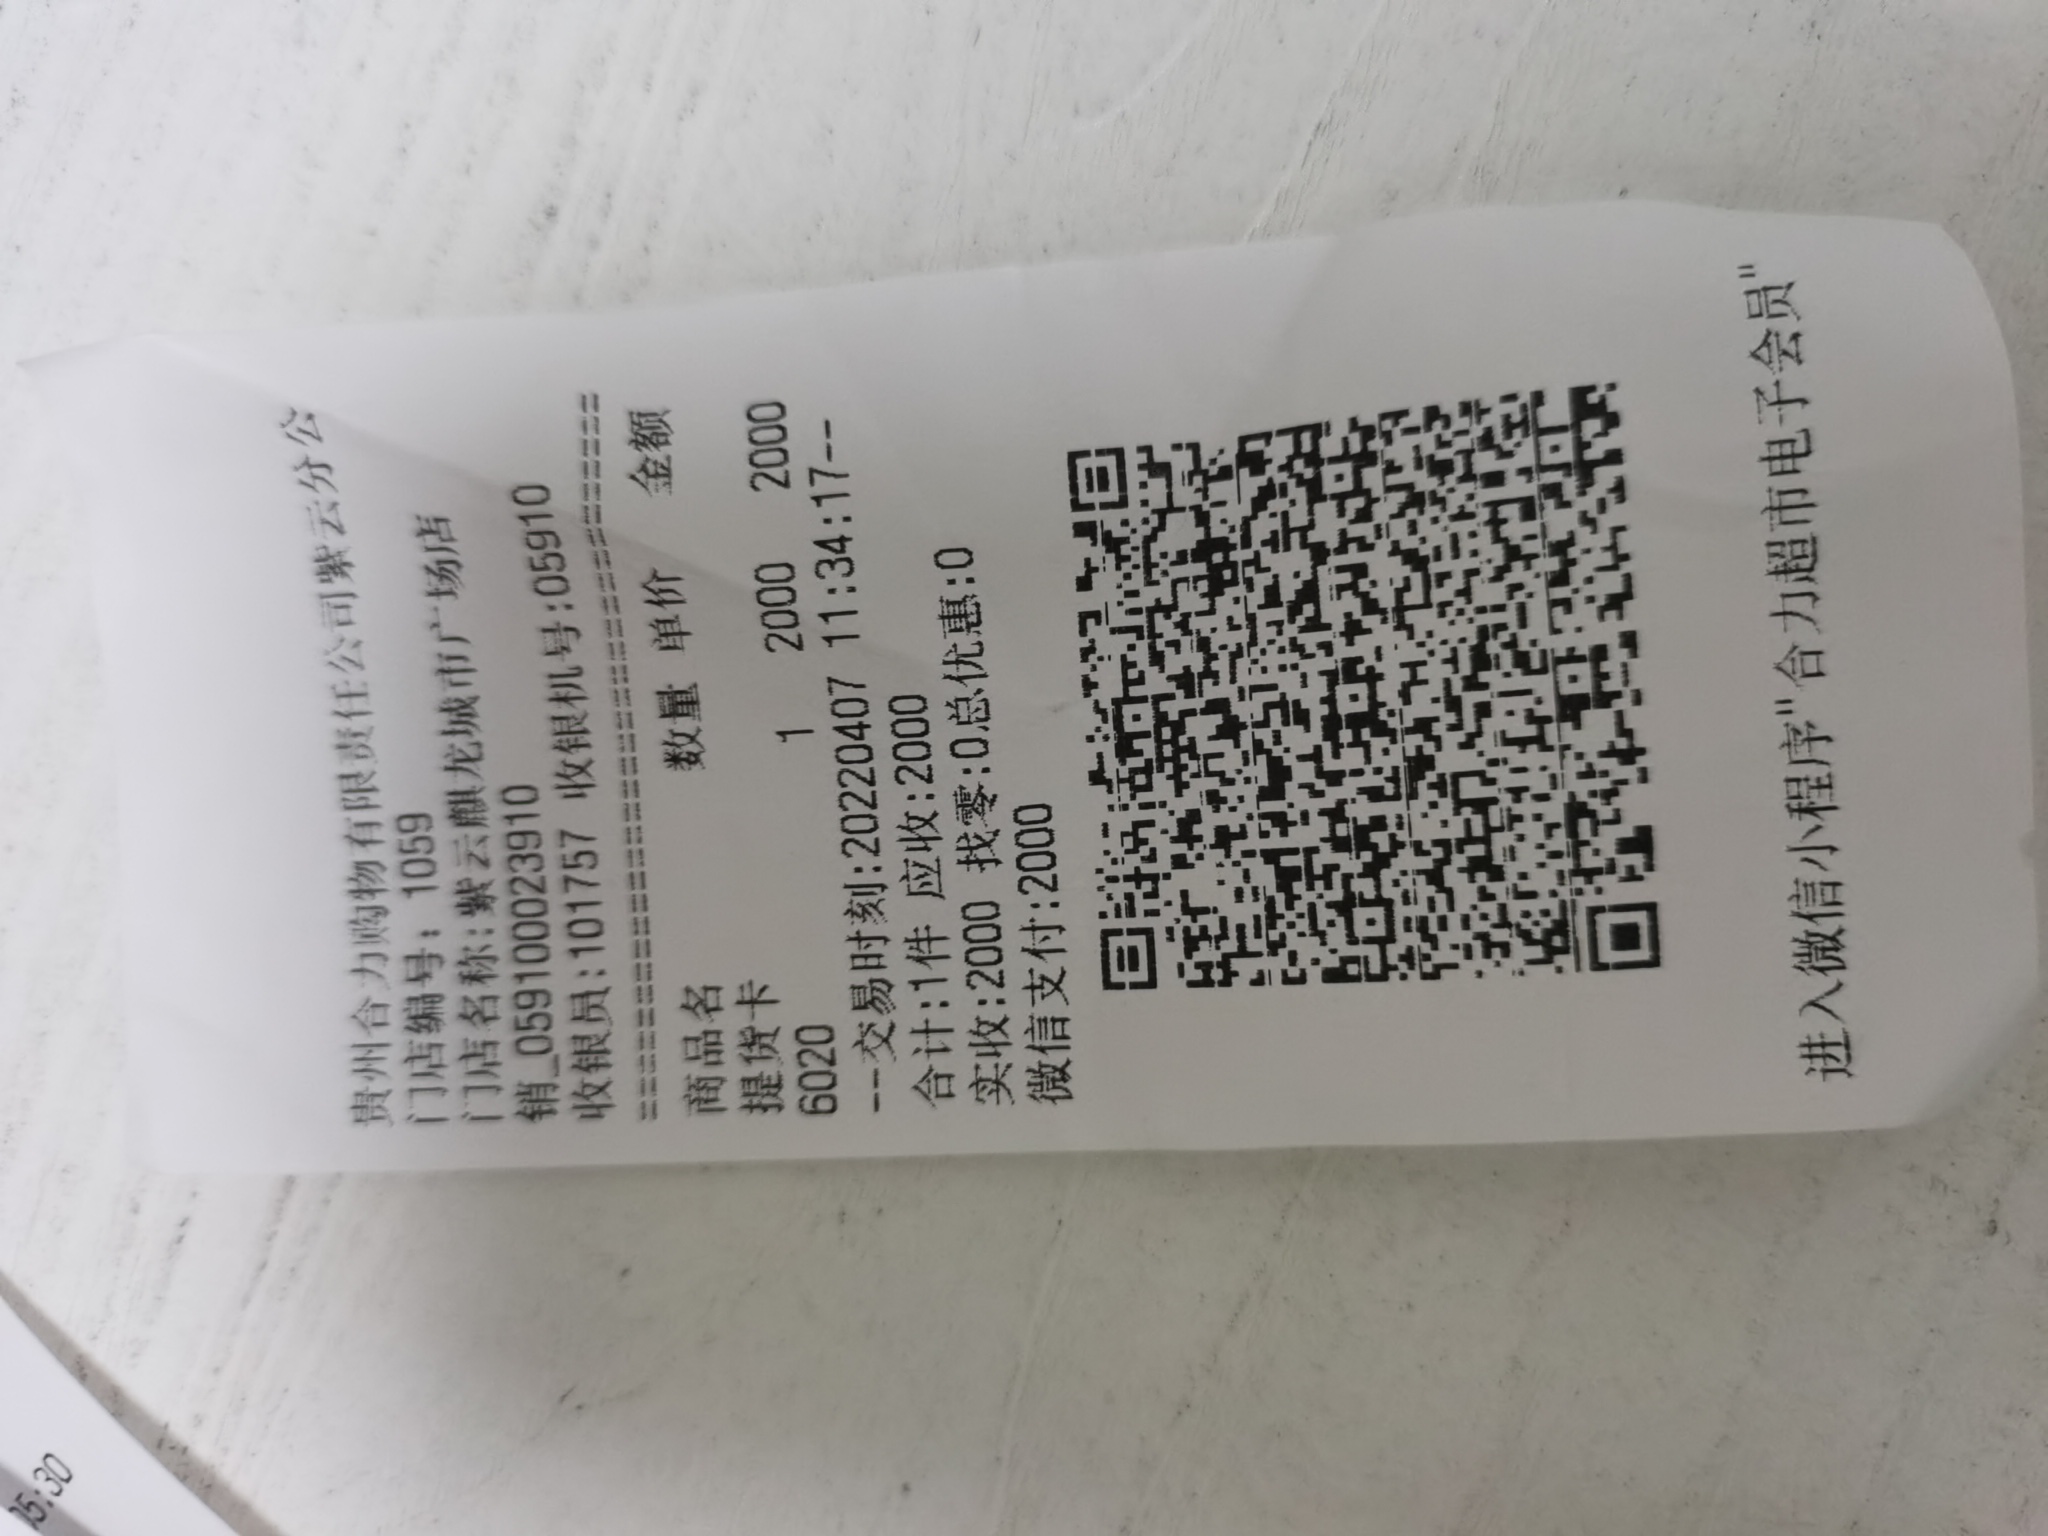 贵州合力购物有限责任公司紫云分公
门店编号: 1059
门店名称:紫云麒龙城市广场店
销_059100023910
收银员:101757 收银机号:05910
================================
商品名 数量 单价 金额
提货卡
6020 1 2000 2000
--交易时刻:20220407 11:34:17--
合计:1件 应收:2000
实收:2000 找零:0总优惠:0
微信支付:2000
进入微信小程序"合力超市电子会员"
15:30